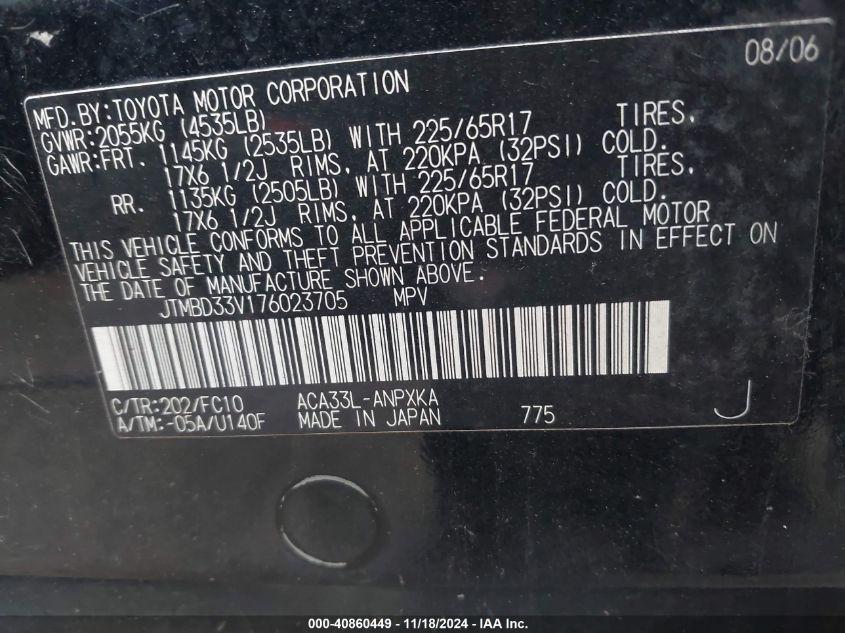 08/06
MFD.BY:TOYOTA MOTOR CORPORATION
GVWR:2055KG (4535LB)
GAWR:FRT. 1145KG (2535LB) WITH 225/65R17 TIRES.
17X6 1/2J RIMS, AT 220KPA (32PSI) COLD.
RR. 1135KG (2505LB) WITH 225/65R17 TIRES.
17X6 1/2J RIMS, AT 220KPA (32PSI) COLD.
THIS VEHICLE CONFORMS TO ALL APPLICABLE FEDERAL MOTOR
VEHICLE SAFETY AND THEFT PREVENTION STANDARDS IN EFFECT ON
THE DATE OF MANUFACTURE SHOWN ABOVE.
JTMBD33V176023705 MPV
C/TR:202/FC10 ACA33L-ANPXKA
A/TM:-05A/U140F MADE IN JAPAN 775 J
000-40860449 - 11/18/2024 - IAA Inc.